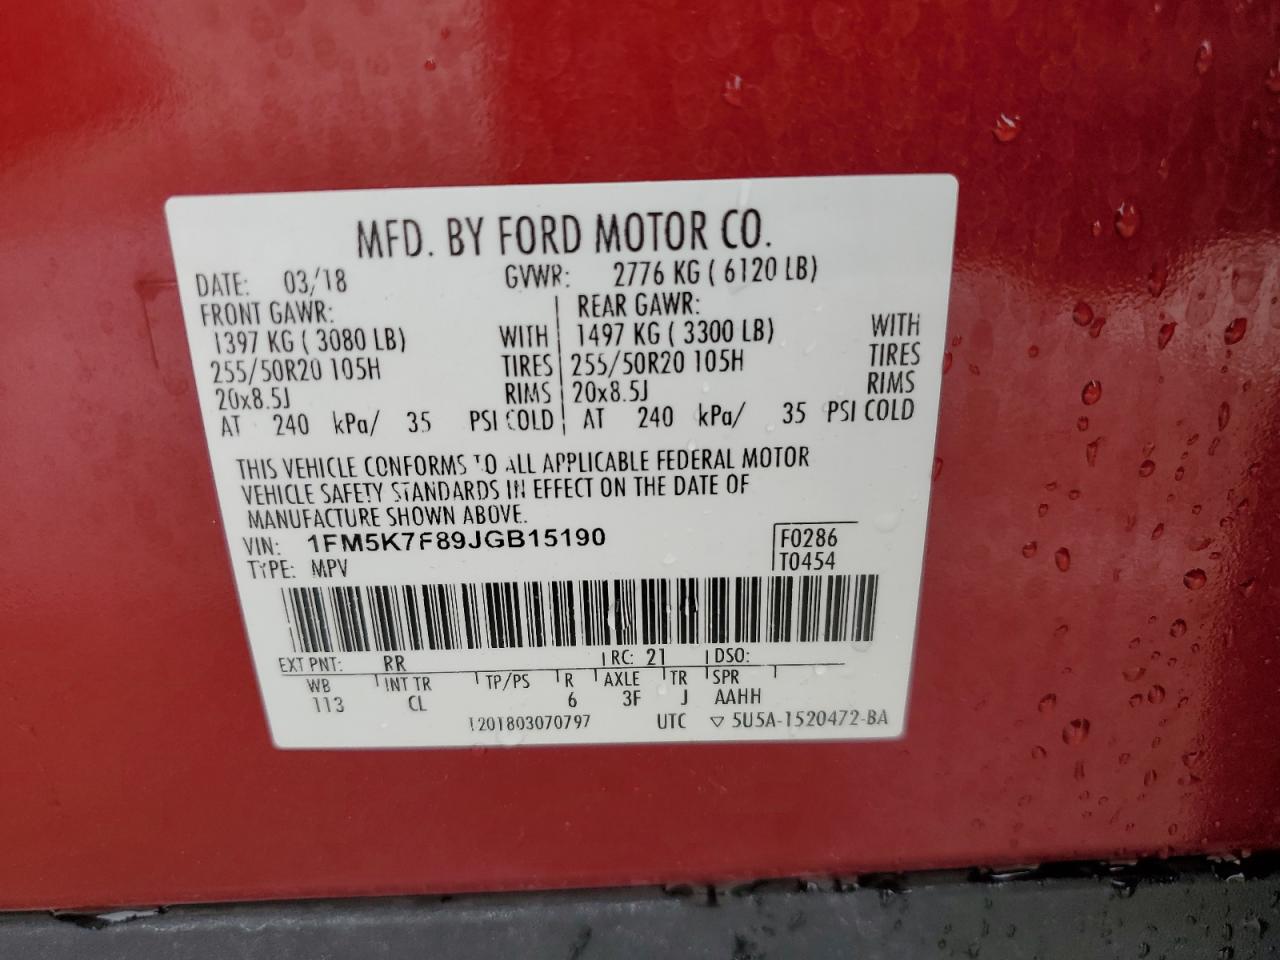 MFD. BY FORD MOTOR CO.
DATE: 03/18 GVWR: 2776 KG ( 6120 LB)
FRONT GAWR: REAR GAWR:
1397 KG ( 3080 LB) WITH 1497 KG ( 3300 LB) WITH
255/50R20 105H TIRES 255/50R20 105H TIRES
20x8.5J RIMS 20x8.5J RIMS
AT 240 kPa/ 35 PSI COLD AT 240 kPa/ 35 PSI COLD
THIS VEHICLE CONFORMS TO ALL APPLICABLE FEDERAL MOTOR
VEHICLE SAFETY STANDARDS IN EFFECT ON THE DATE OF
MANUFACTURE SHOWN ABOVE.
VIN: 1FM5K7F89JGB15190 F0286
TYPE: MPV T0454
EXT PNT: RR RC: 21 DSO:
WB INT TR TP/PS R AXLE TR SPR
113 CL 6 3F J AAHH
1201803070797 UTC ▽ 5U5A-1520472-BA